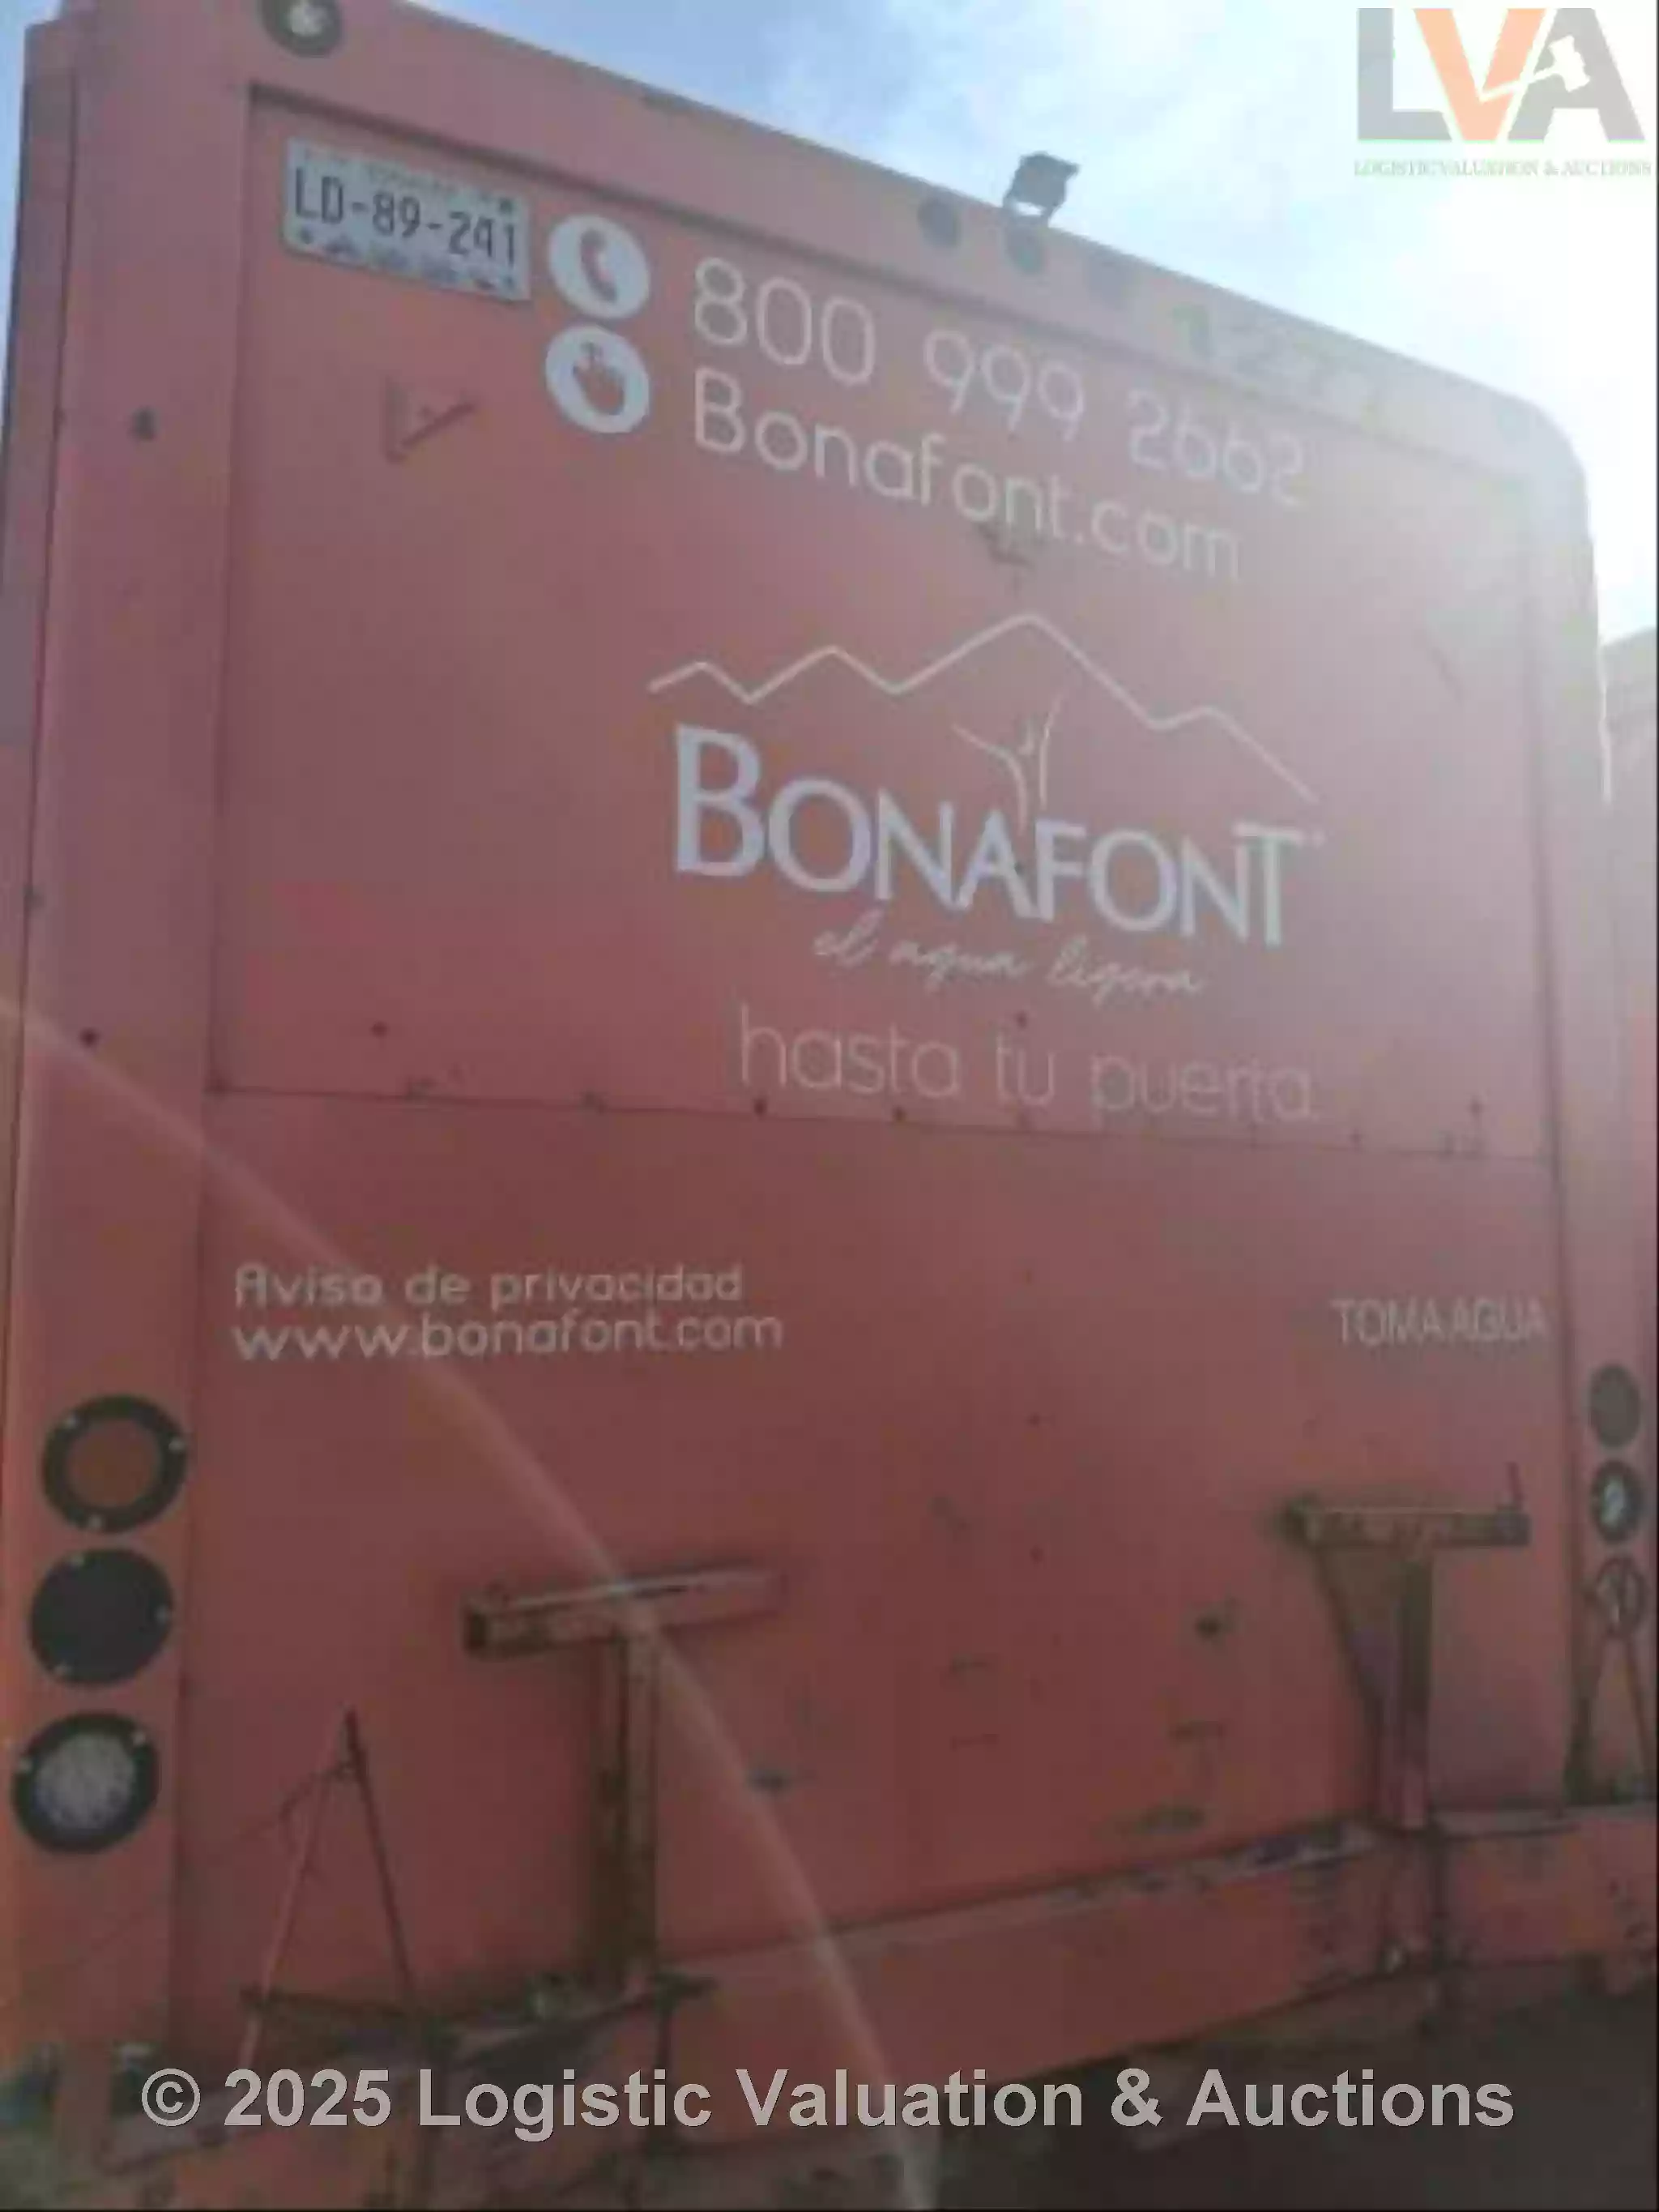 LVA
LOGISTIC VALUATION & AUCTIONS
LD-89-241
800 999 2662
Bonafont.com
BONAFONT
el agua ligera
hasta tu puerta.
Aviso de privacidad
www.bonafont.com
TOMA AGUA
© 2025 Logistic Valuation & Auctions